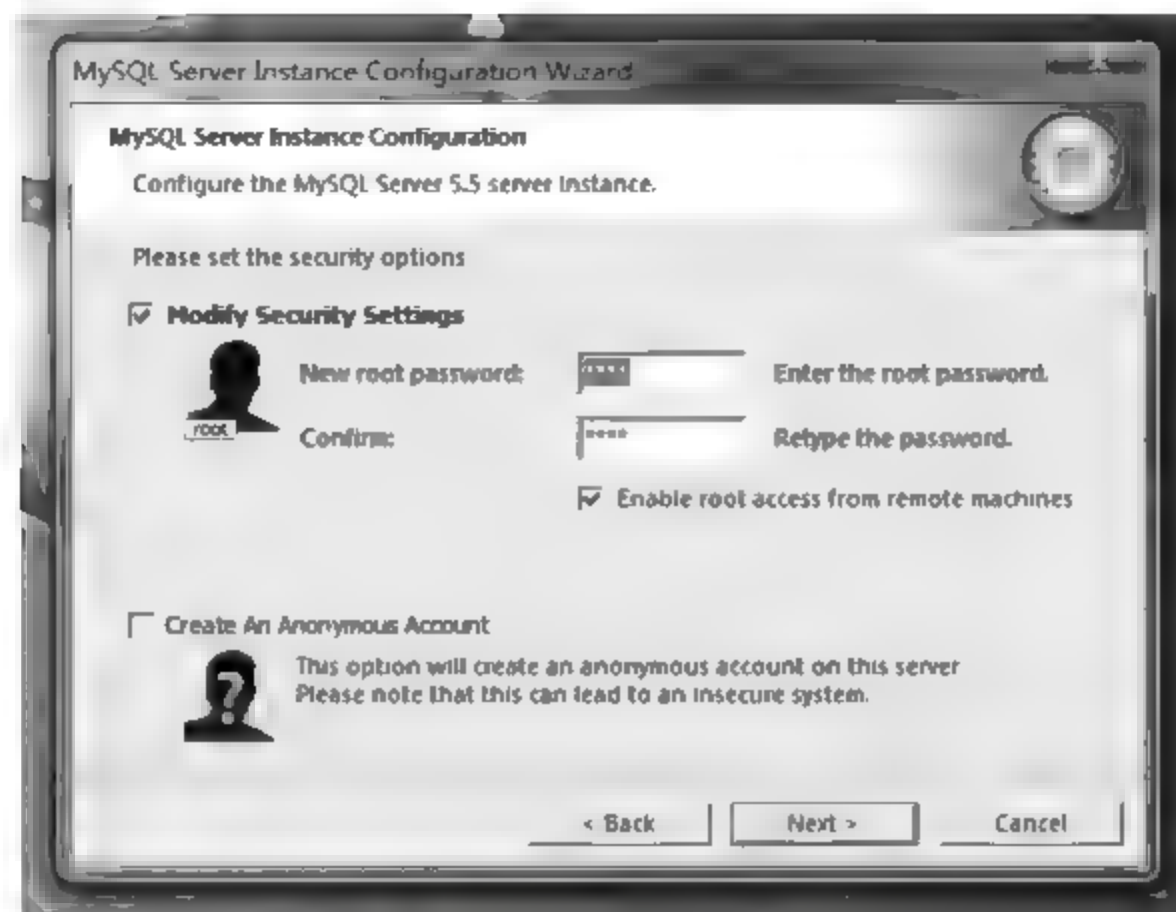 MySQL Server Instance Configuration Wizard
MySQL Server Instance Configuration
Configure the MySQL Server 5.5 server instance.
Please set the security options
Modify Security Settings
New root password: **** Enter the root password.
root
Confirm: **** Retype the password.
Enable root access from remote machines
Create An Anonymous Account
This option will create an anonymous account on this server
Please note that this can lead to an insecure system.
?
< Back Next > Cancel